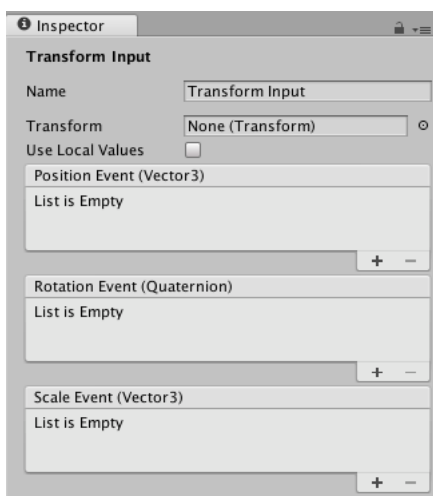 Inspector
Transform Input
Name Transform Input
Transform None (Transform)
Use Local Values
Position Event (Vector3)
List is Empty
+ −
Rotation Event (Quaternion)
List is Empty
+ −
Scale Event (Vector3)
List is Empty
+ −